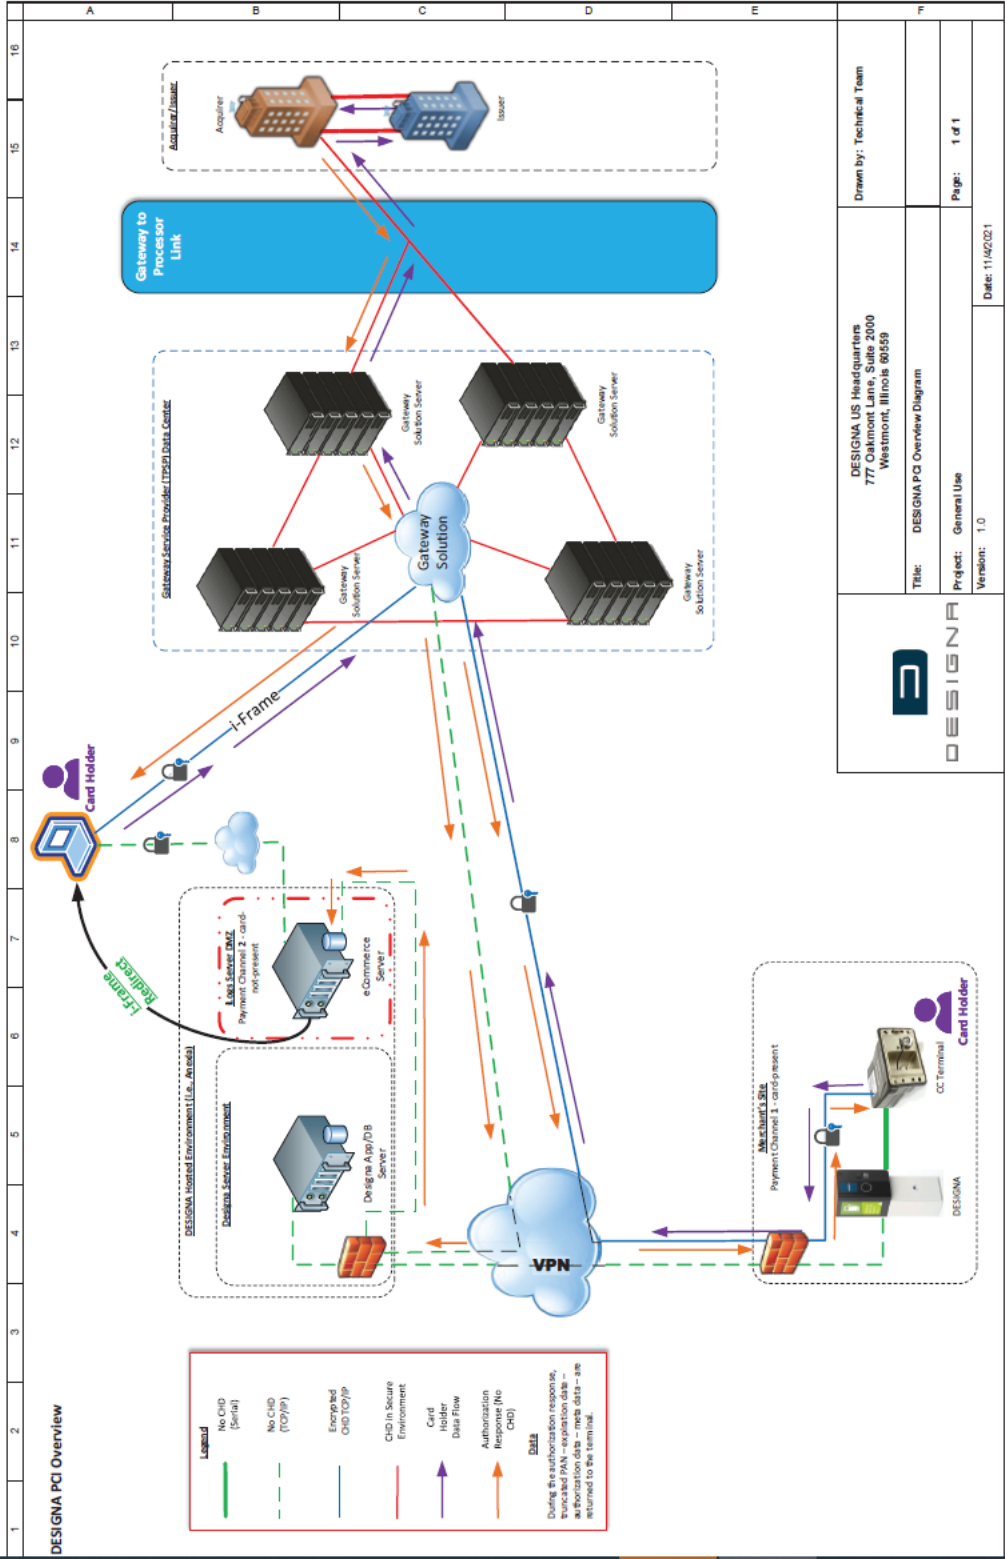 DESIGNA PCI Overview
1
2
3
4
5
6
7
8
9
10
11
12
13
14
15
16
A
B
C
D
E
F
Legend
No CHD
(Serial)
No CHD
(TCP/IP)
Encrypted
CHD TCP/IP
CHD in Secure
Environment
Card
Holder
Data Flow
Authorization
Response (No
CHD)
Data
During the authorization response,
truncated PAN – expiration date –
authorization data – meta data – are
returned to the terminal.
DESIGNA Hosted Environment (i.e., Anexia)
Designa Server Environment
Designa App/DB
Server
Logs Server DMZ
Payment Channel 2 - card-
not-present
eCommerce
Server
i-Frame
Redirect
Card Holder
i-Frame
VPN
Merchant's Site
Payment Channel 1 - card-present
DESIGNA
CC Terminal
Card Holder
Gateway Service Provider (TPSP) Data Center
Gateway
Solution Server
Gateway
Solution Server
Gateway
Solution
Gateway
Solution Server
Gateway
Solution Server
Gateway to
Processor
Link
Acquirer/Issuer
Acquirer
Issuer
DESIGNA
DESIGNA US Headquarters
777 Oakmont Lane, Suite 2000
Westmont, Illinois 60559
Drawn by: Technical Team
Title: DESIGNA PCI Overview Diagram
Project: General Use
Page: 1 of 1
Version: 1.0
Date: 11/4/2021